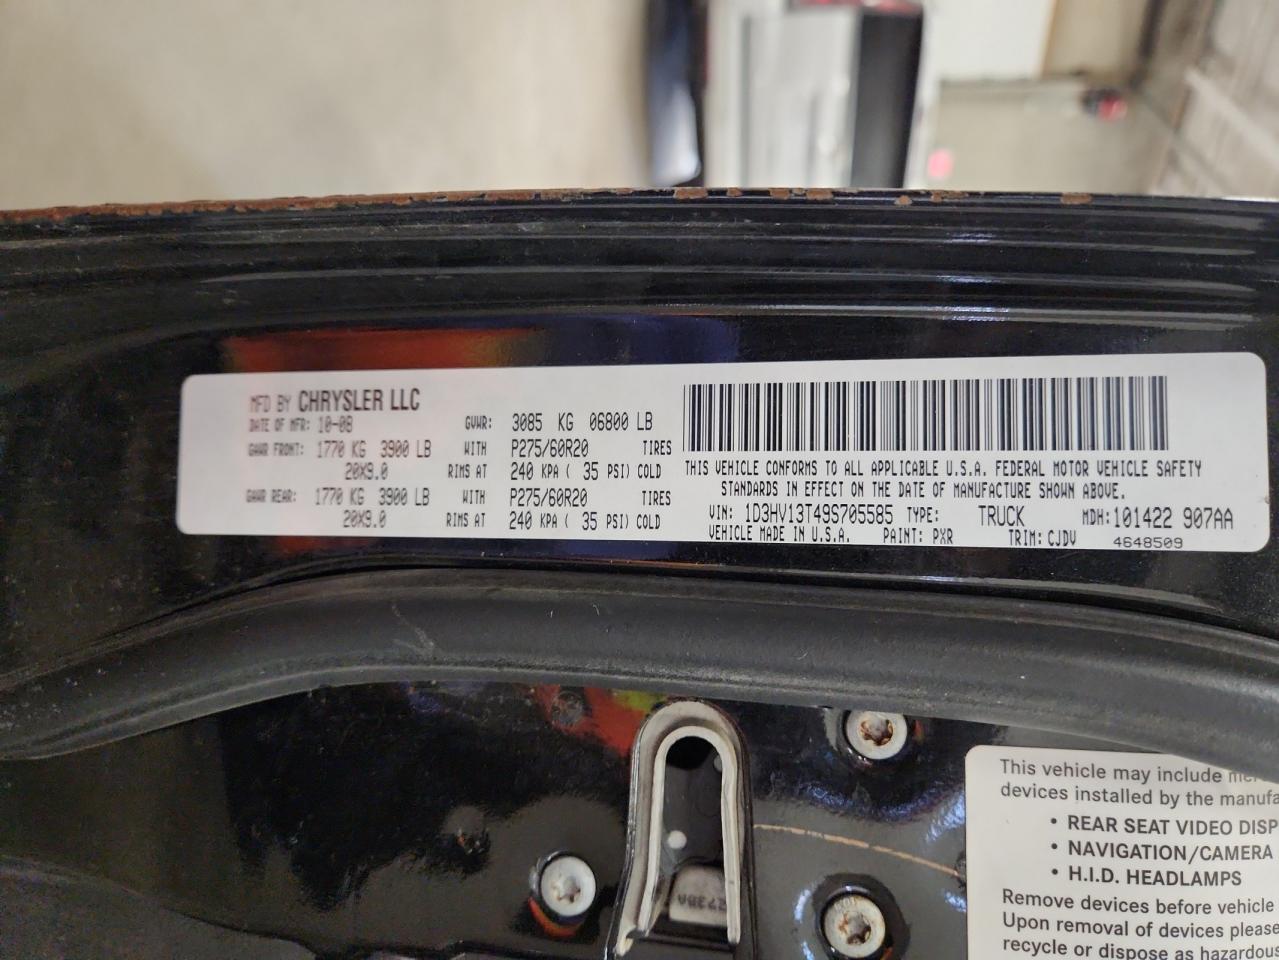 MFD BY CHRYSLER LLC
DATE OF MFR: 10-08 GVWR: 3085 KG 06800 LB
GAWR FRONT: 1770 KG 3900 LB WITH P275/60R20 TIRES
20X9.0 RIMS AT 240 KPA ( 35 PSI) COLD
GAWR REAR: 1770 KG 3900 LB WITH P275/60R20 TIRES
20X9.0 RIMS AT 240 KPA ( 35 PSI) COLD
THIS VEHICLE CONFORMS TO ALL APPLICABLE U.S.A. FEDERAL MOTOR VEHICLE SAFETY
STANDARDS IN EFFECT ON THE DATE OF MANUFACTURE SHOWN ABOVE.
VIN: 1D3HV13T49S705585 TYPE: TRUCK MDH:101422 907AA
VEHICLE MADE IN U.S.A. PAINT: PXR TRIM:CJDV 4648509
This vehicle may include
devices installed by the
• REAR SEAT VIDEO
• NAVIGATION/CAMERA
• H.I.D. HEADLAMPS
Remove devices before vehicle
Upon removal of devices please
recycle or dispose as hazardous